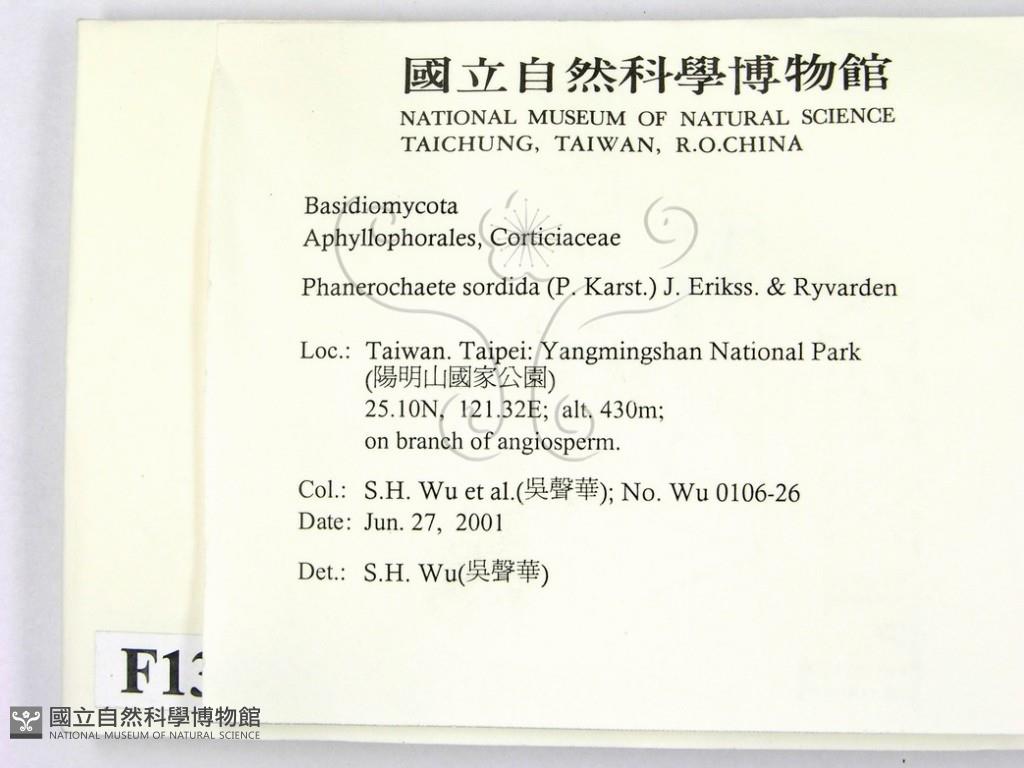 國立自然科學博物館
NATIONAL MUSEUM OF NATURAL SCIENCE
TAICHUNG, TAIWAN, R.O.CHINA
Basidiomycota
Aphyllophorales, Corticiaceae
Phanerochaete sordida (P. Karst.) J. Erikss. & Ryvarden
Loc.: Taiwan. Taipei: Yangmingshan National Park
(陽明山國家公園)
25.10N, 121.32E; alt. 430m;
on branch of angiosperm.
Col.: S.H. Wu et al.(吳聲華); No. Wu 0106-26
Date: Jun. 27, 2001
Det.: S.H. Wu(吳聲華)
國立自然科學博物館
NATIONAL MUSEUM OF NATURAL SCIENCE